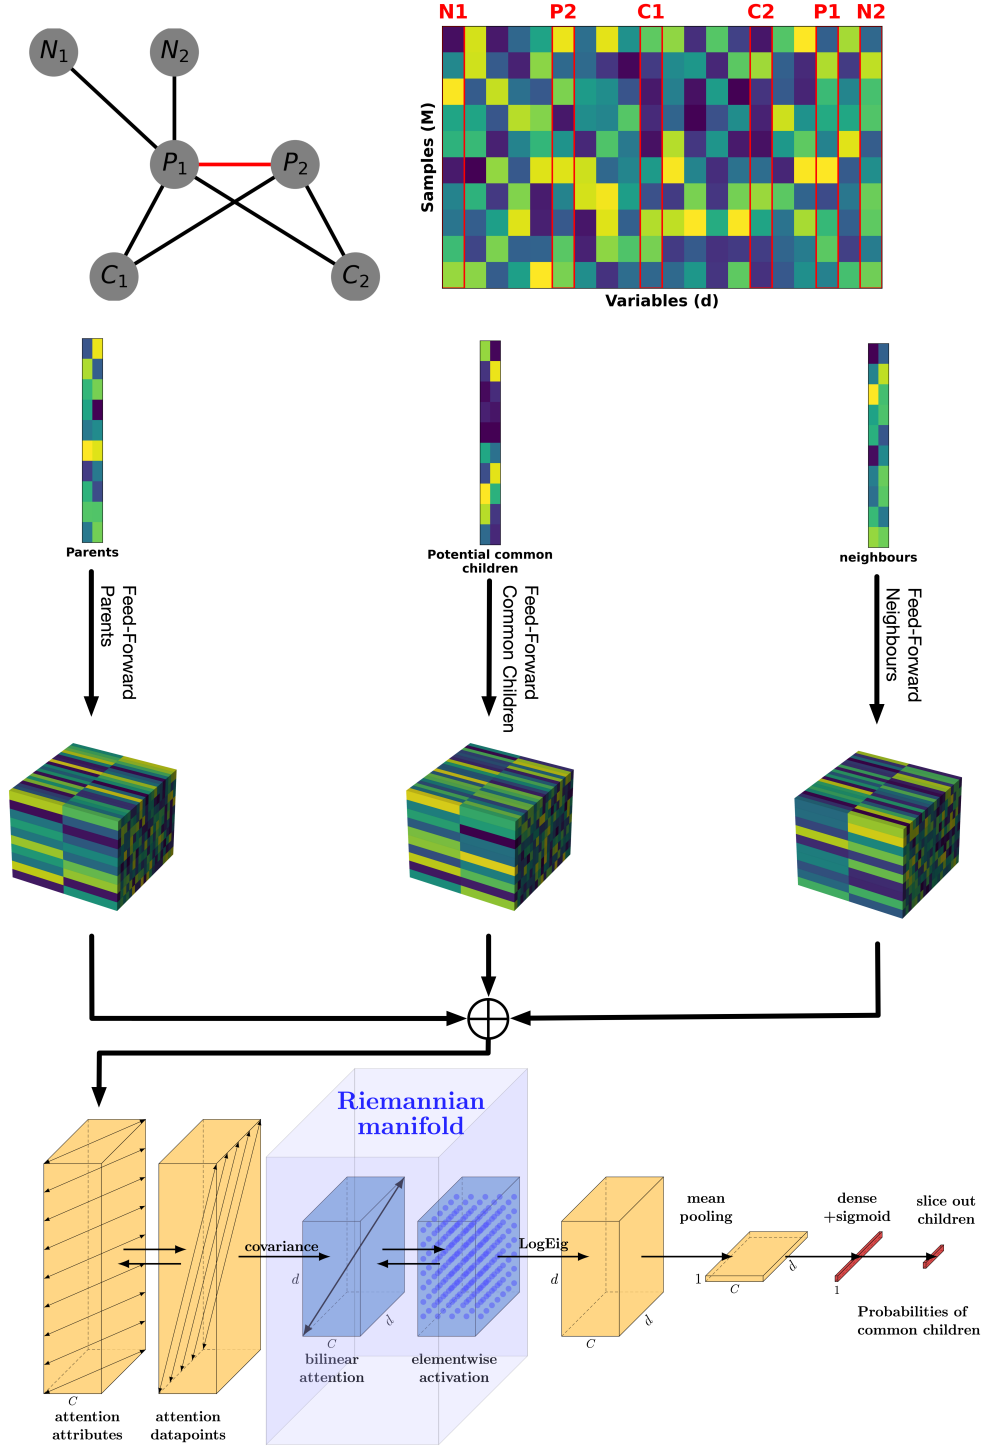 N1 P2 C1 C2 P1 N2
N₁
N₂
P₁
P₂
C₁
C₂
Samples (M)
Variables (d)
Parents
Potential common
children
neighbours
Feed-Forward
Parents
Feed-Forward
Common Children
Feed-Forward
Neighbours
Riemannian
manifold
covariance
LogEig
mean
pooling
dense
+sigmoid
slice out
children
d
C
d
d
C
d
1
C
d
1
Probabilities of
common children
C
attention
attributes
attention
datapoints
bilinear
attention
elementwise
activation